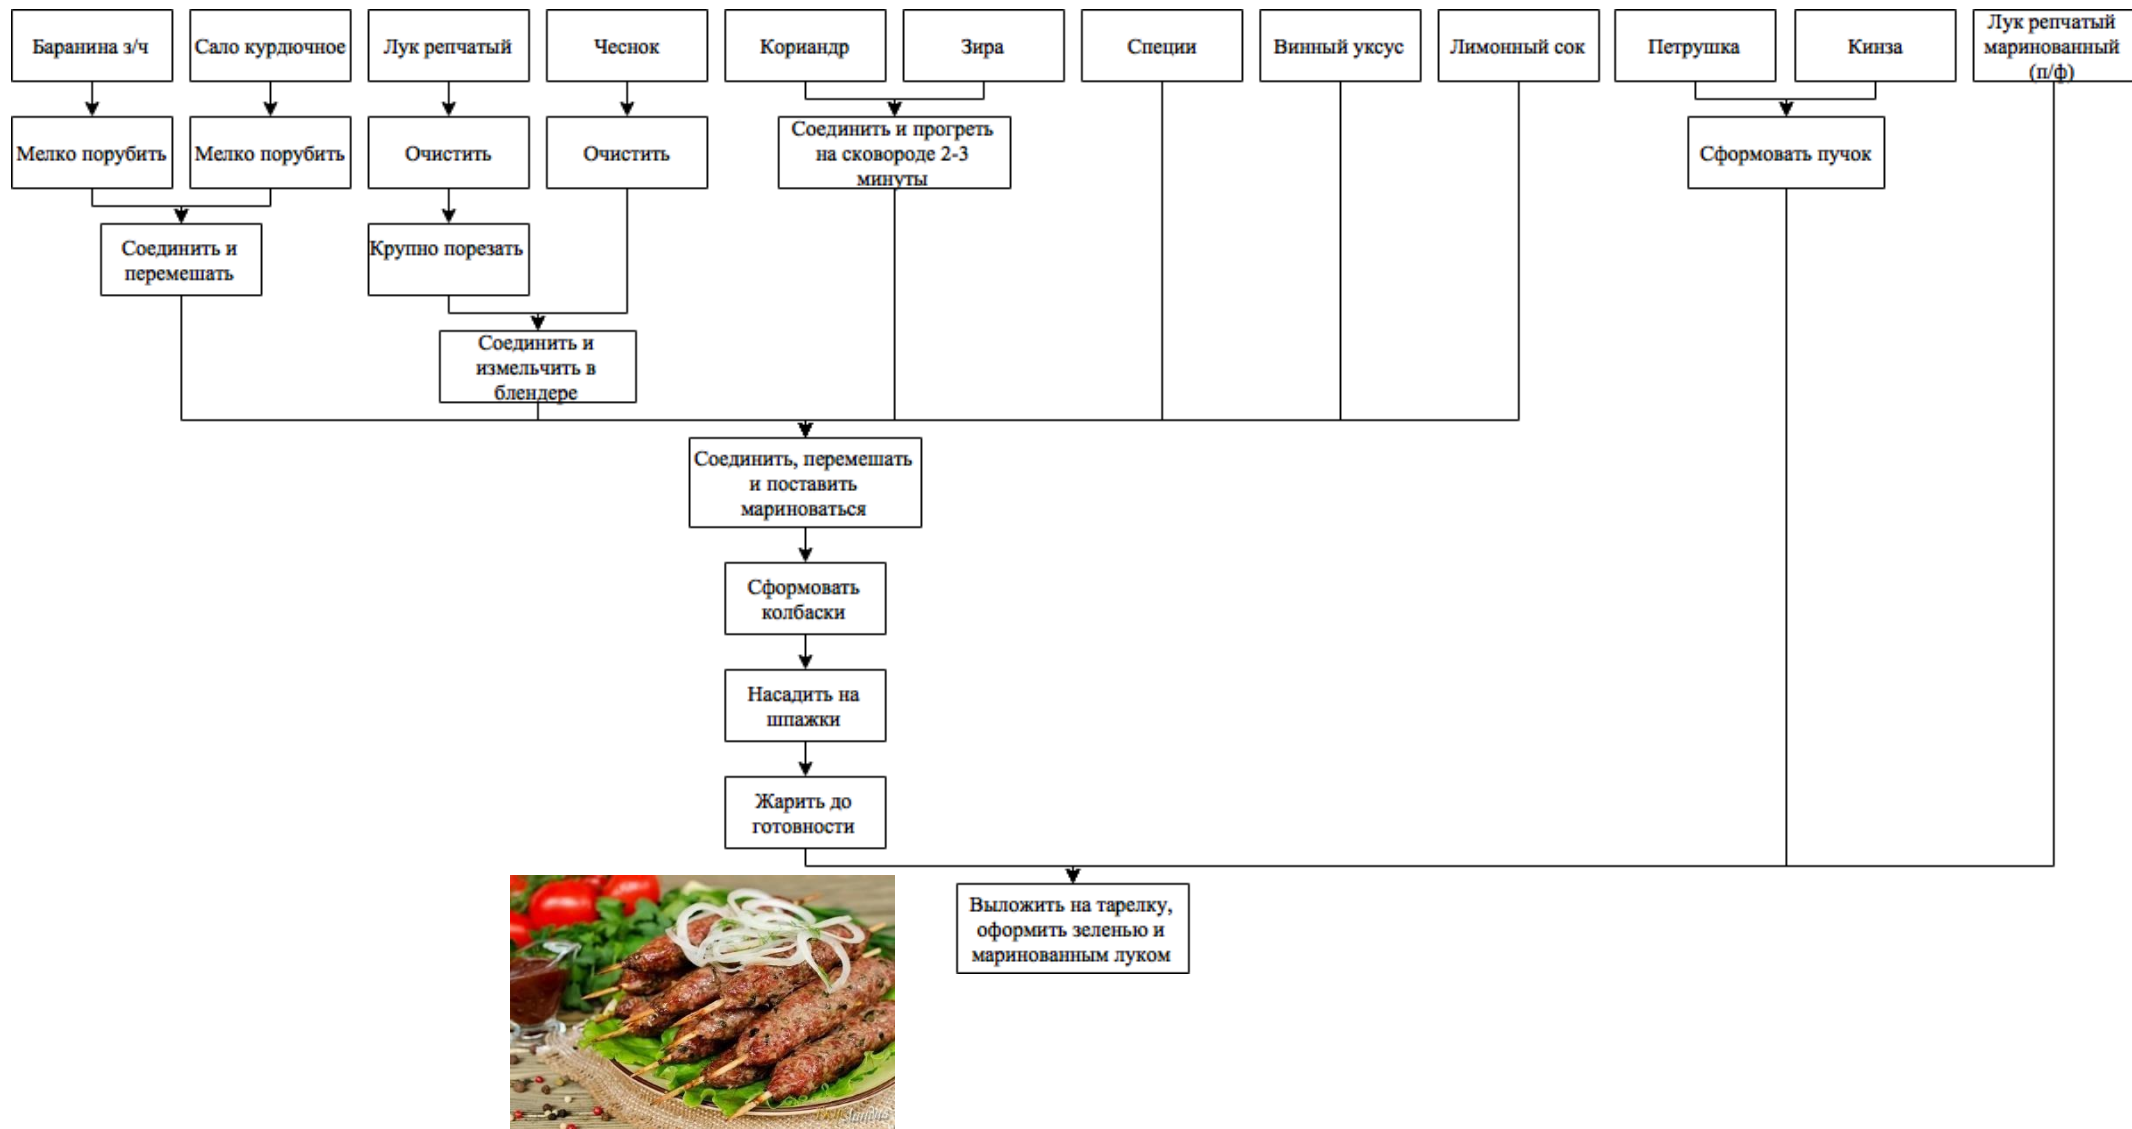 Баранина з/ч
Сало курдючное
Лук репчатый
Чеснок
Кориандр
Зира
Специи
Винный уксус
Лимонный сок
Петрушка
Кинза
Лук репчатый
маринованный
(п/ф)
Мелко порубить
Мелко порубить
Очистить
Очистить
Соединить и прогреть
на сковороде 2-3
минуты
Сформовать пучок
Соединить и
перемешать
Крупно порезать
Соединить и
измельчить в
блендере
Соединить, перемешать
и поставить
мариноваться
Сформовать
колбаски
Насадить на
шпажки
Жарить до
готовности
Выложить на тарелку,
оформить зеленью и
маринованным луком